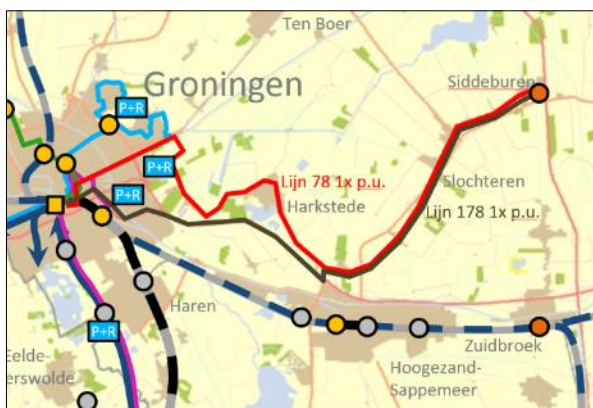 Ten Boer
Groningen
P+R
Siddeburen
P+R
P+R
Lijn 78 1x p.u.
Slochteren
Harkstede
Lijn 178 1x p.u.
Haren
P+R
Zuidbroek
Eelde-
erswolde
Hoogezand-
Sappemeer